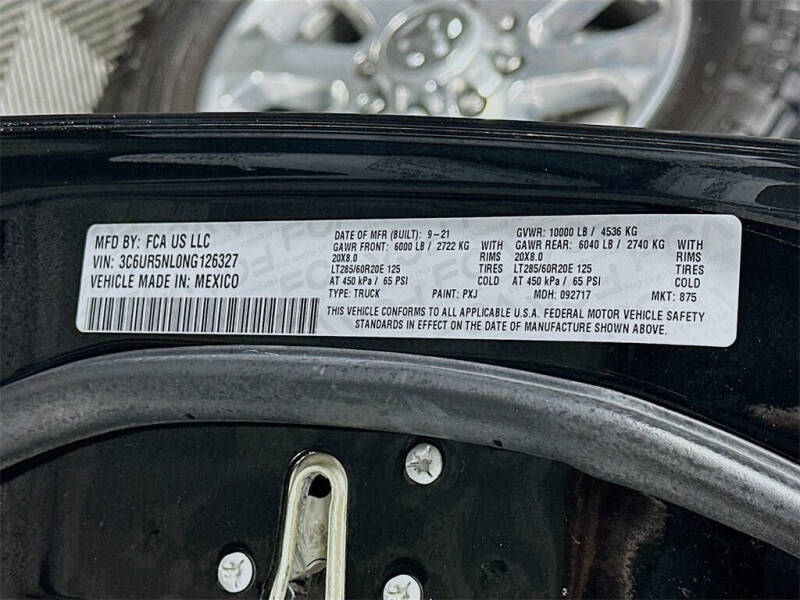 MFD BY: FCA US LLC
VIN: 3C6UR5NL0NG126327
VEHICLE MADE IN: MEXICO
DATE OF MFR (BUILT): 9-21 GVWR: 10000 LB / 4536 KG
GAWR FRONT: 6000 LB / 2722 KG WITH GAWR REAR: 6040 LB / 2740 KG WITH
20X8.0 RIMS 20X8.0 RIMS
LT285/60R20E 125 TIRES LT285/60R20E 125 TIRES
AT 450 kPa / 65 PSI COLD AT 450 kPa / 65 PSI COLD
TYPE: TRUCK PAINT: PXJ MDH: 092717 MKT: 875
THIS VEHICLE CONFORMS TO ALL APPLICABLE U.S.A. FEDERAL MOTOR VEHICLE SAFETY
STANDARDS IN EFFECT ON THE DATE OF MANUFACTURE SHOWN ABOVE.